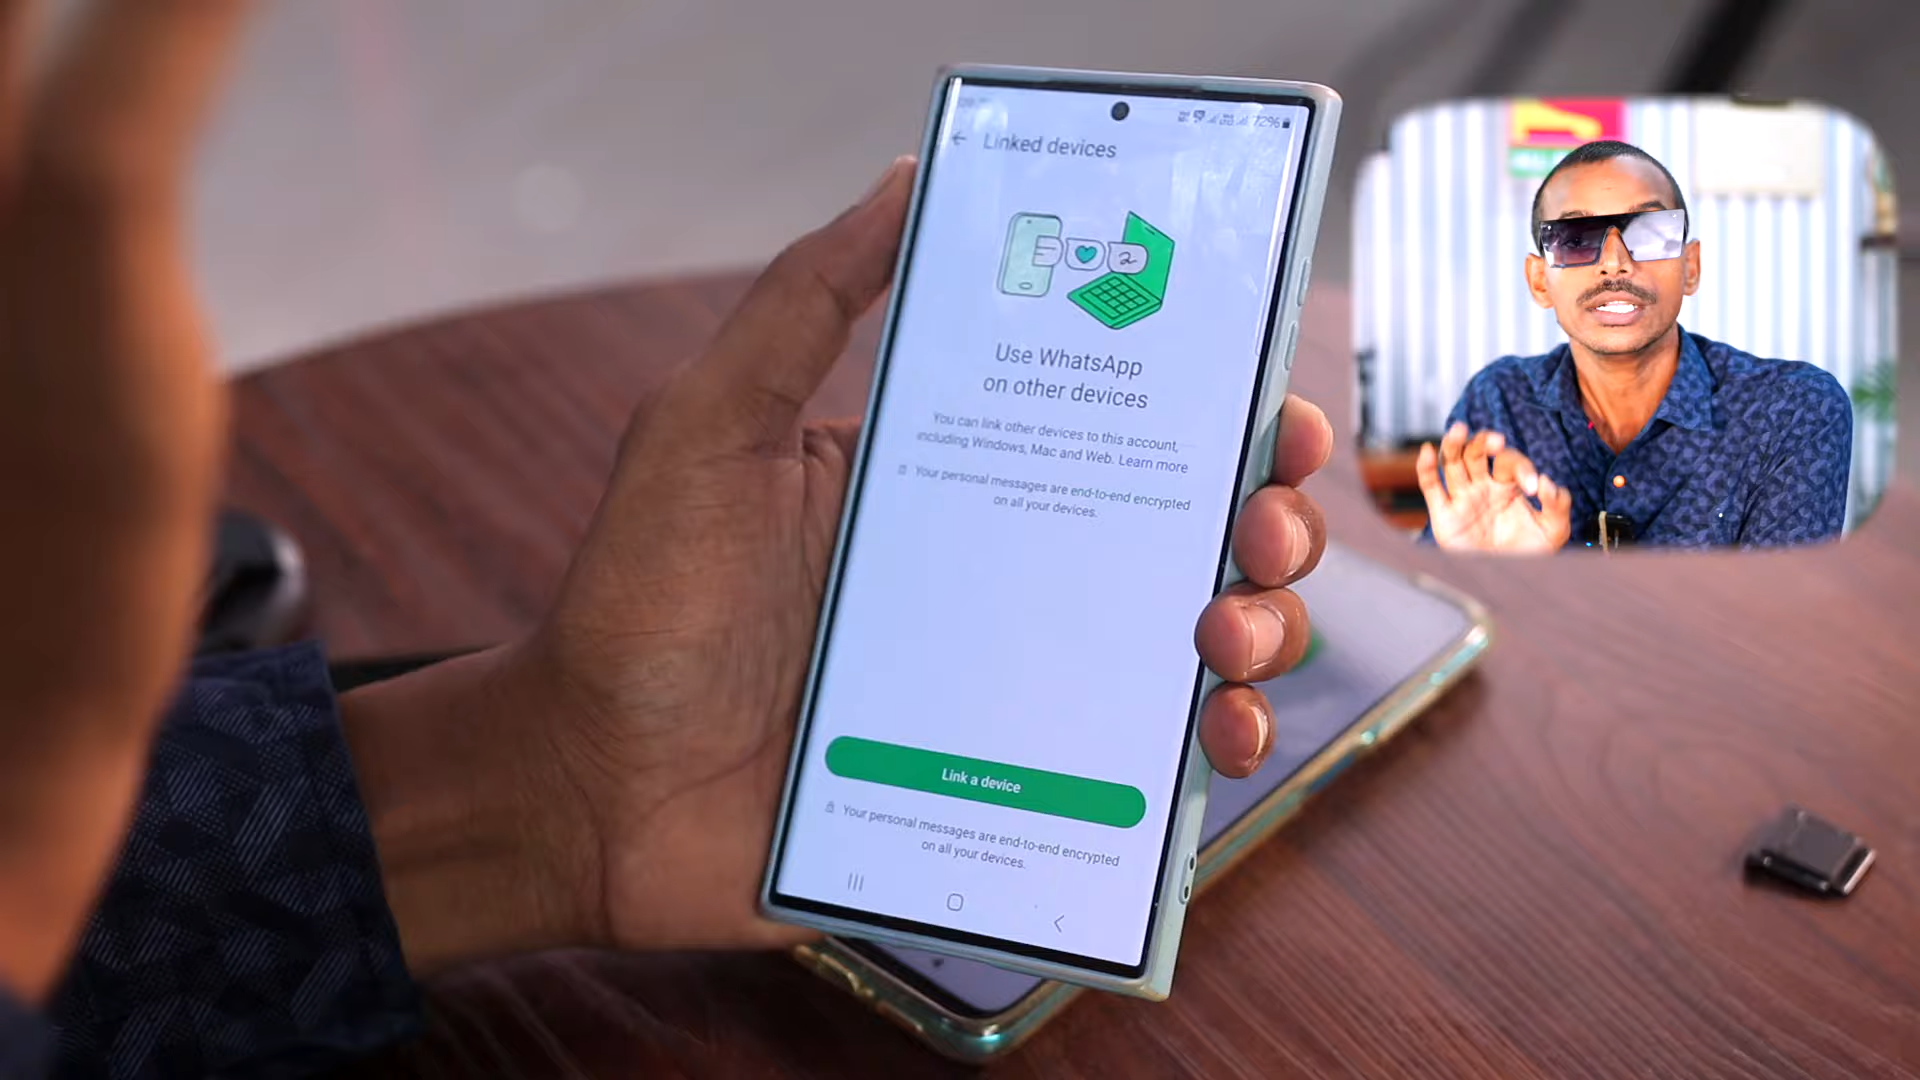 72%
Linked devices
Use WhatsApp
on other devices
You can link other devices to this account,
including Windows, Mac and Web. Learn more
Your personal messages are end-to-end encrypted
on all your devices.
Link a device
Your personal messages are end-to-end encrypted
on all your devices.